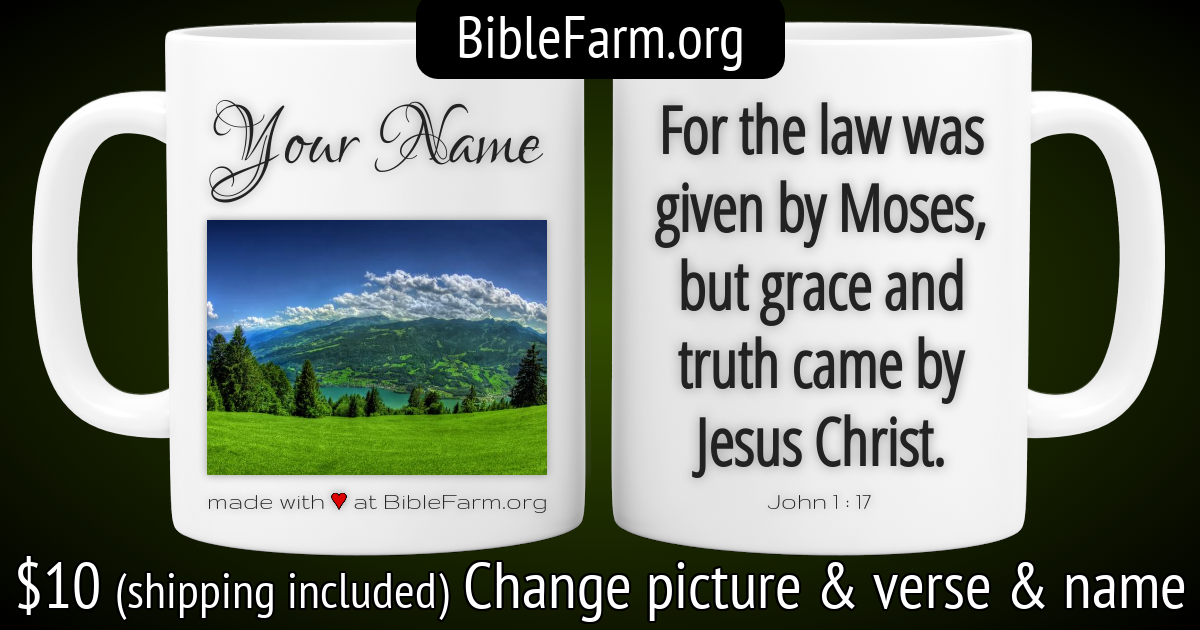 BibleFarm.org
Your Name
made with ♥ at BibleFarm.org
For the law was
given by Moses,
but grace and
truth came by
Jesus Christ.
John 1 : 17
$10 (shipping included) Change picture & verse & name